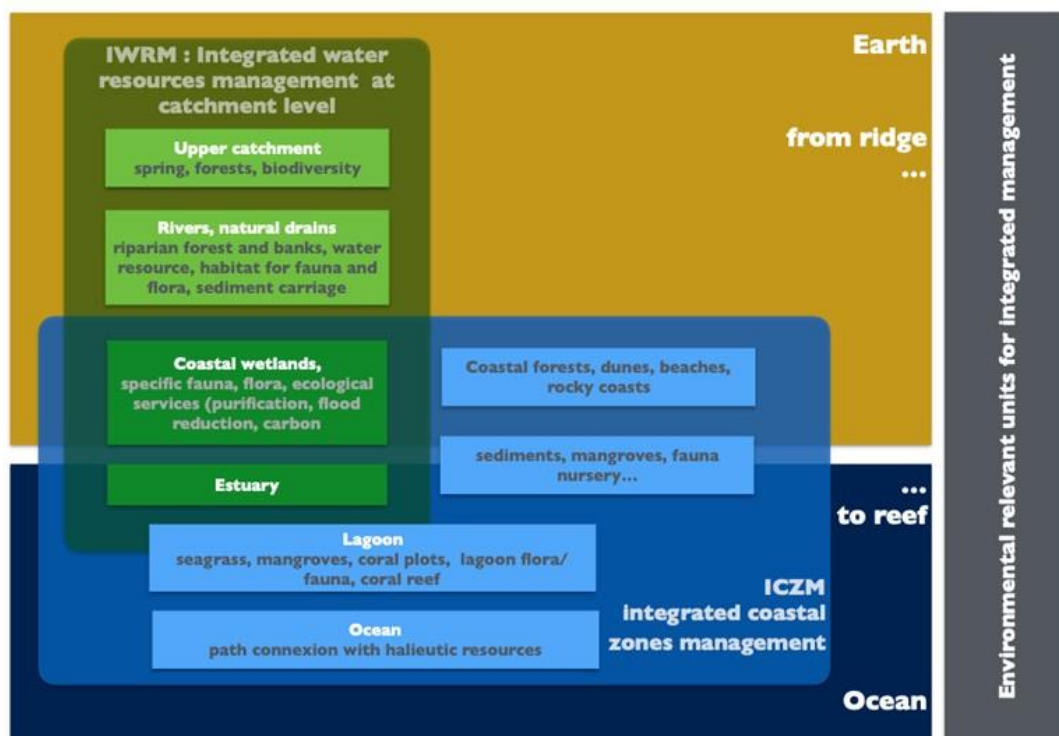 IWRM : Integrated water
resources management at
catchment level
Upper catchment
spring, forests, biodiversity
Rivers, natural drains
riparian forest and banks, water
resource, habitat for fauna and
flora, sediment carriage
Coastal wetlands,
specific fauna, flora, ecological
services (purification, flood
reduction, carbon
Estuary
Coastal forests, dunes, beaches,
rocky coasts
sediments, mangroves, fauna
nursery...
Lagoon
seagrass, mangroves, coral plots, lagoon flora/
fauna, coral reef
Ocean
path connexion with halieutic resources
ICZM
integrated coastal
zones management
Earth
from ridge
...
...
to reef
Ocean
Environmental relevant units for integrated management